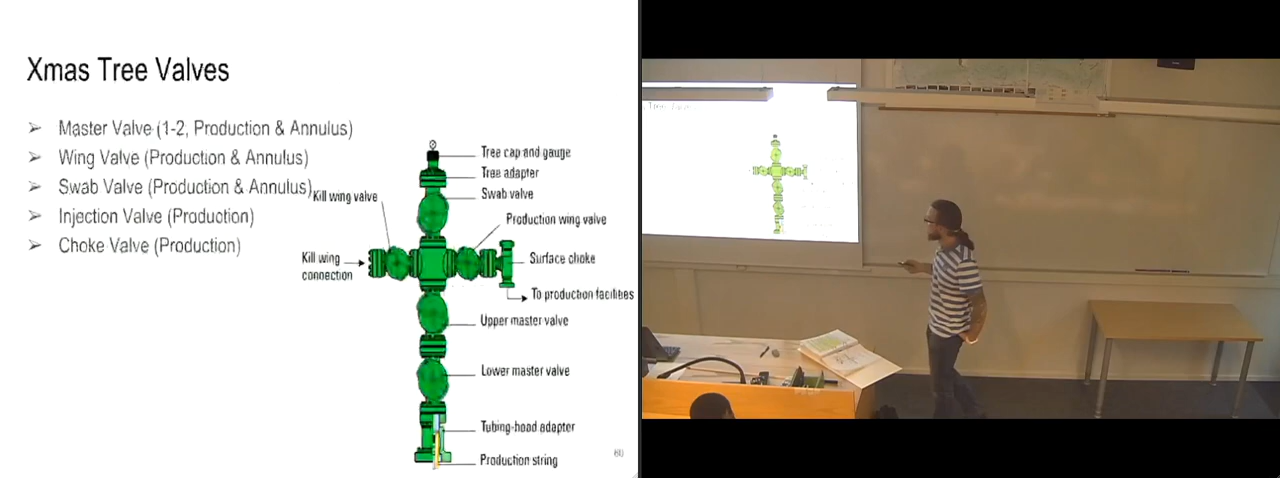 Xmas Tree Valves
➢ Master Valve (1-2, Production & Annulus)
➢ Wing Valve (Production & Annulus)
➢ Swab Valve (Production & Annulus)
➢ Injection Valve (Production)
➢ Choke Valve (Production)
Tree cap and gauge
Tree adapter
Swab valve
Kill wing valve
Production wing valve
Kill wing
connection
Surface choke
To production facilities
Upper master valve
Lower master valve
Tubing-head adapter
Production string
60